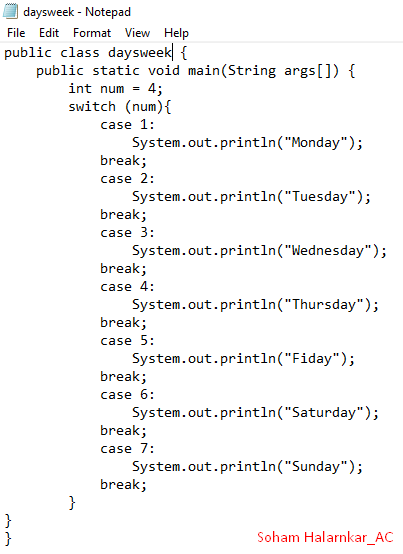 daysweek - Notepad
File Edit Format View Help
public class daysweek {
    public static void main(String args[]) {
        int num = 4;
        switch (num){
            case 1:
                System.out.println("Monday");
            break;
            case 2:
                System.out.println("Tuesday");
            break;
            case 3:
                System.out.println("Wednesday");
            break;
            case 4:
                System.out.println("Thursday");
            break;
            case 5:
                System.out.println("Fiday");
            break;
            case 6:
                System.out.println("Saturday");
            break;
            case 7:
                System.out.println("Sunday");
            break;
        }
}
}
Soham Halarnkar_AC